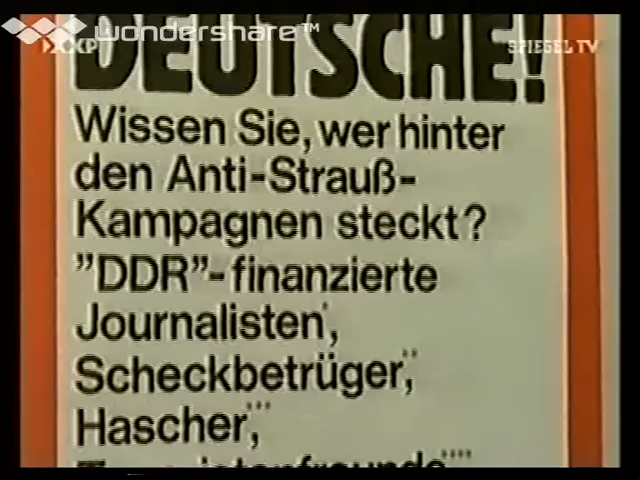 wondershare™
XXP
SPIEGEL TV
DEUTSCHE!
Wissen Sie, wer hinter
den Anti-Strauß-
Kampagnen steckt?
"DDR"-finanzierte
Journalisten*,
Scheckbetrüger,**
Hascher,***
Terroristenfreunde****